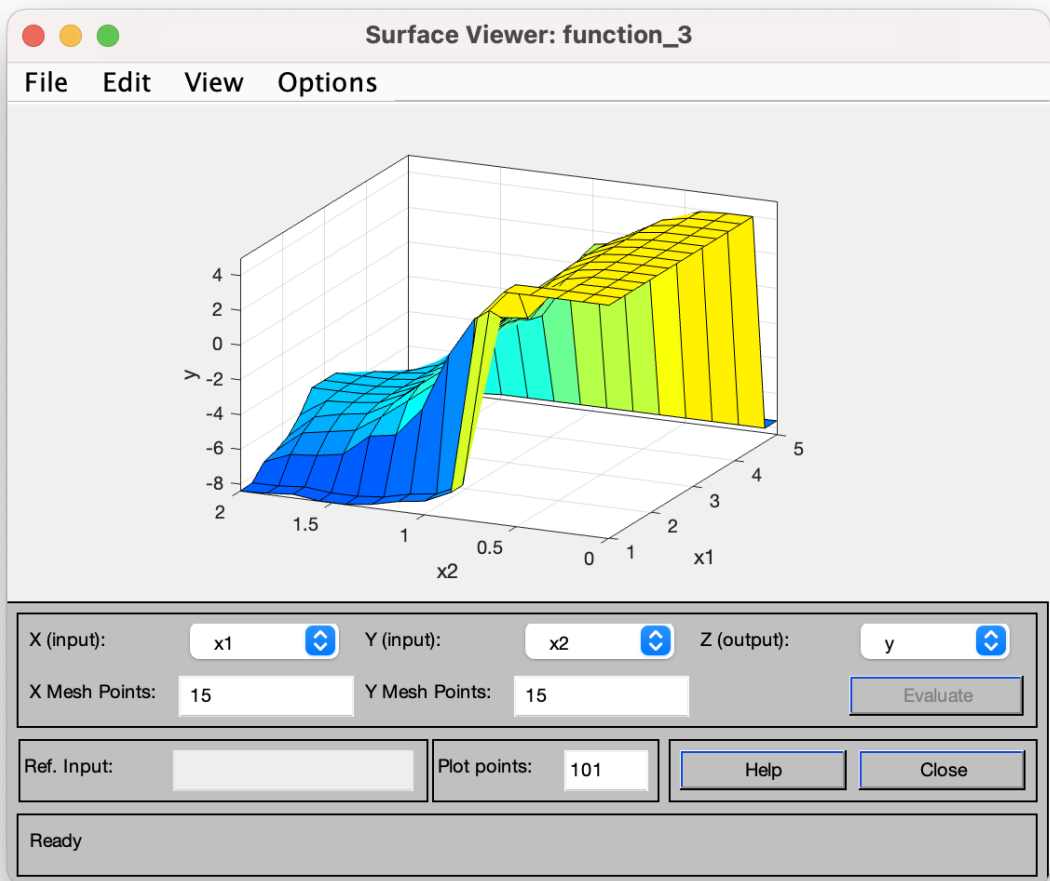 Surface Viewer: function_3
File Edit View Options
4
2
0
-2
-4
-6
-8
y
2
1.5
1
0.5
0
x2
1
2
3
4
5
x1
X (input): x1 Y (input): x2 Z (output): y
X Mesh Points: 15 Y Mesh Points: 15 Evaluate
Ref. Input: Plot points: 101 Help Close
Ready